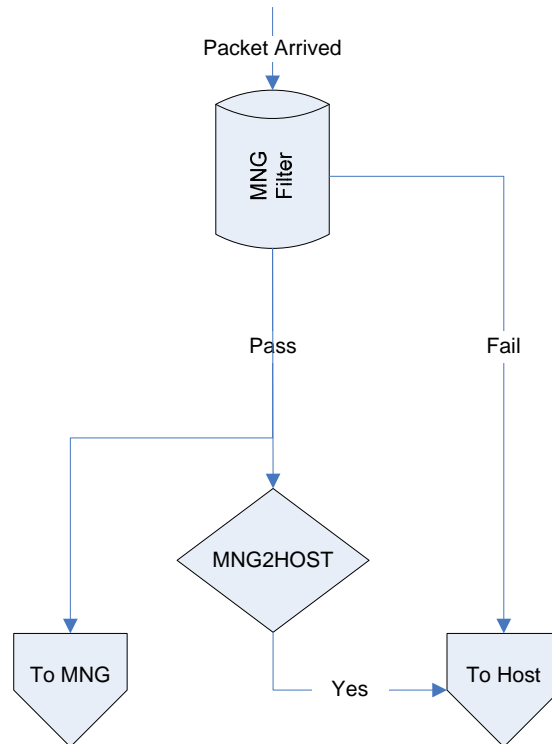 Packet Arrived
MNG
Filter
Pass
Fail
MNG2HOST
To MNG
To Host
Yes